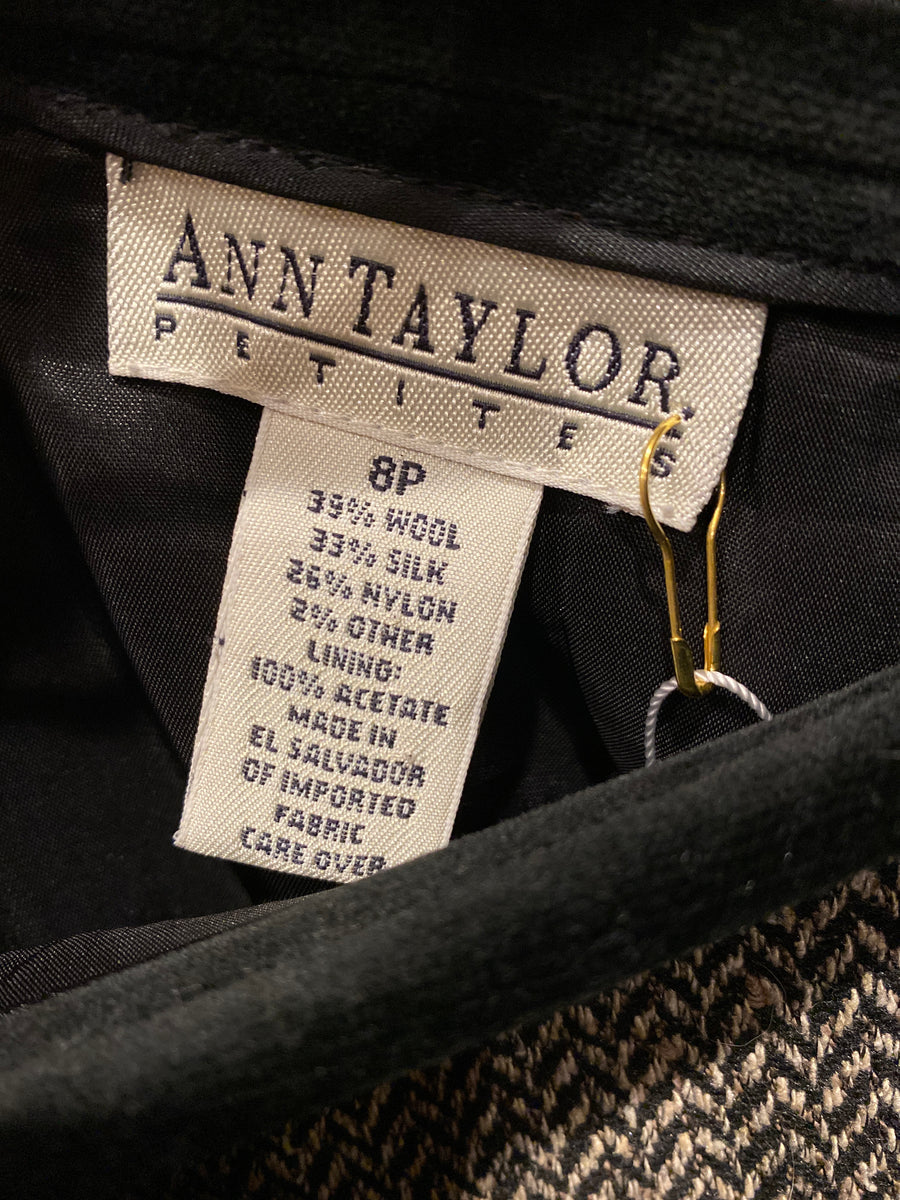 ANN TAYLOR.
PETITES
8P
39% WOOL
33% SILK
26% NYLON
2% OTHER
LINING:
100% ACETATE
MADE IN
EL SALVADOR
OF IMPORTED
FABRIC
CARE OVER